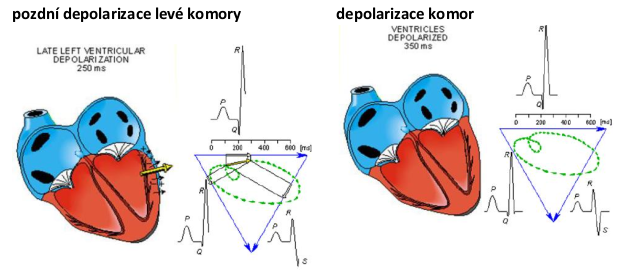 pozdní depolarizace levé komory
LATE LEFT VENTRICULAR
DEPOLARIZATION
250 ms
R
P
Q
0 200 400 600 [ms]
R
P
Q
R
P
S
depolarizace komor
VENTRICLES
DEPOLARIZED
350 ms
R
P
Q
0 200 400 600 [ms]
R
P
Q
R
P
S